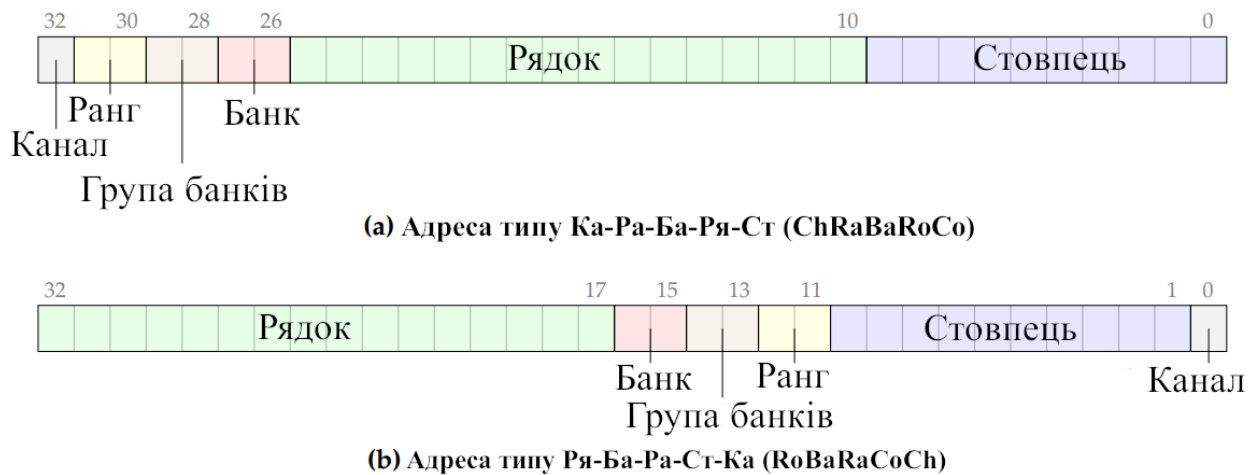 32 30 28 26 10 0
Рядок Стовпець
Ранг Банк
Канал
Група банків
(a) Адреса типу Ка-Ра-Ба-Ря-Ст (ChRaBaRoCo)
32 17 15 13 11 1 0
Рядок Стовпець
Банк Ранг Канал
Група банків
(b) Адреса типу Ря-Ба-Ра-Ст-Ка (RoBaRaCoCh)